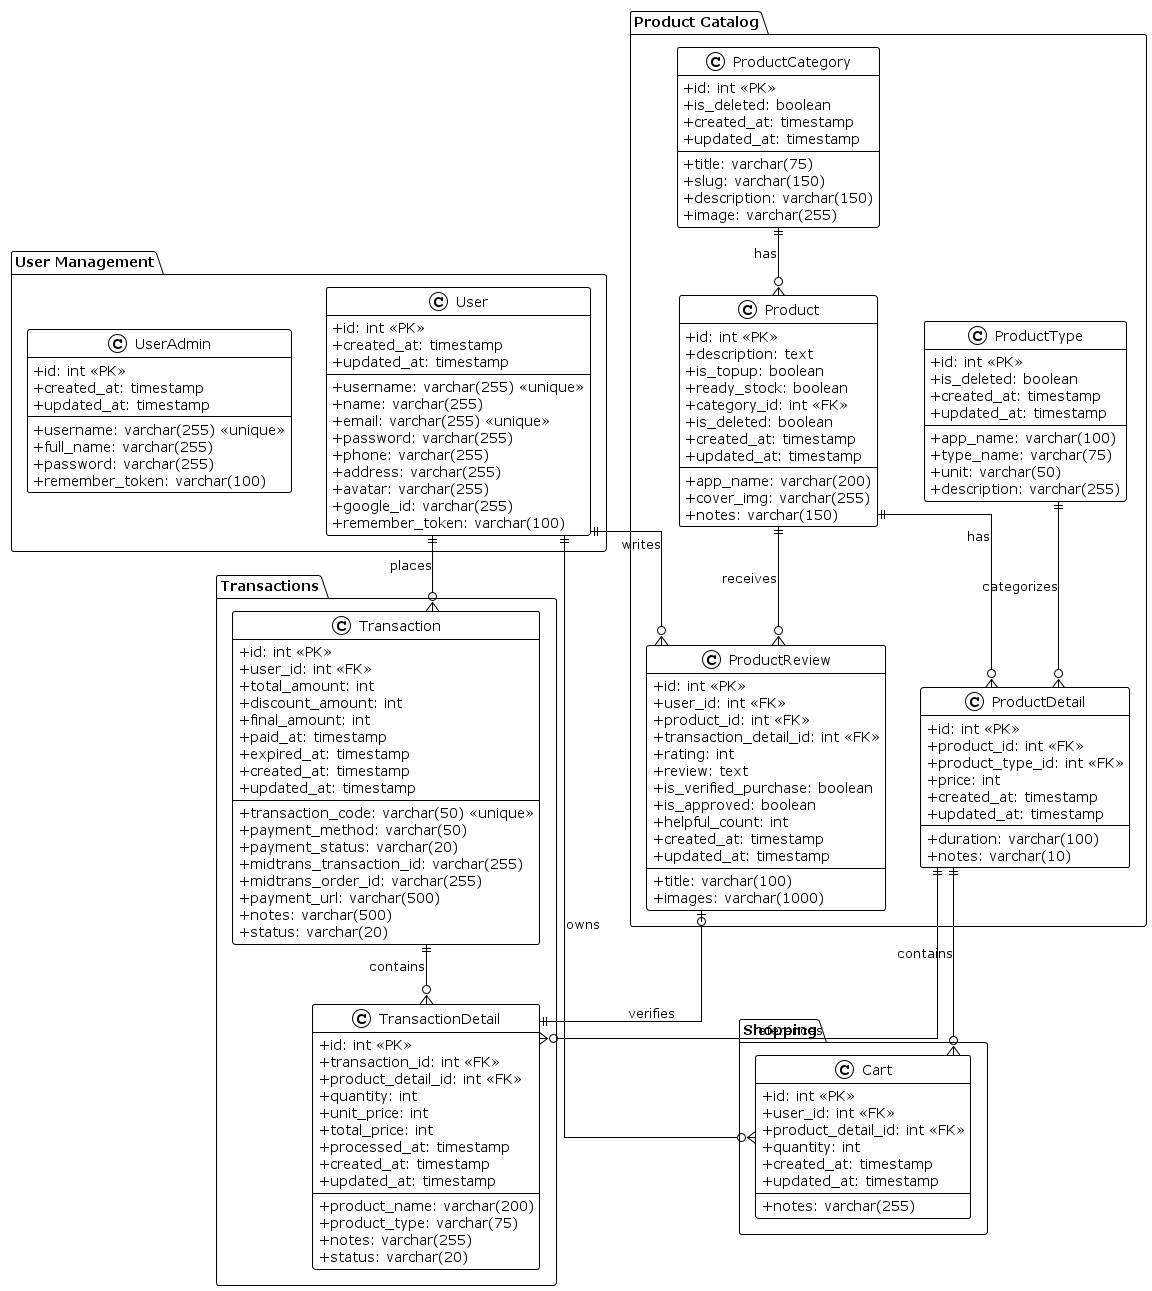 Product Catalog
C ProductCategory
+id: int «PK»
+is_deleted: boolean
+created_at: timestamp
+updated_at: timestamp
+title: varchar(75)
+slug: varchar(150)
+description: varchar(150)
+image: varchar(255)
has
User Management
C UserAdmin
+id: int «PK»
+created_at: timestamp
+updated_at: timestamp
+username: varchar(255) «unique»
+full_name: varchar(255)
+password: varchar(255)
+remember_token: varchar(100)
C User
+id: int «PK»
+created_at: timestamp
+updated_at: timestamp
+username: varchar(255) «unique»
+name: varchar(255)
+email: varchar(255) «unique»
+password: varchar(255)
+phone: varchar(255)
+address: varchar(255)
+avatar: varchar(255)
+google_id: varchar(255)
+remember_token: varchar(100)
C Product
+id: int «PK»
+description: text
+is_topup: boolean
+ready_stock: boolean
+category_id: int «FK»
+is_deleted: boolean
+created_at: timestamp
+updated_at: timestamp
+app_name: varchar(200)
+cover_img: varchar(255)
+notes: varchar(150)
C ProductType
+id: int «PK»
+is_deleted: boolean
+created_at: timestamp
+updated_at: timestamp
+app_name: varchar(100)
+type_name: varchar(75)
+unit: varchar(50)
+description: varchar(255)
places
writes
receives
has
categorizes
Transactions
C Transaction
+id: int «PK»
+user_id: int «FK»
+total_amount: int
+discount_amount: int
+final_amount: int
+paid_at: timestamp
+expired_at: timestamp
+created_at: timestamp
+updated_at: timestamp
+transaction_code: varchar(50) «unique»
+payment_method: varchar(50)
+payment_status: varchar(20)
+midtrans_transaction_id: varchar(255)
+midtrans_order_id: varchar(255)
+payment_url: varchar(500)
+notes: varchar(500)
+status: varchar(20)
C ProductReview
+id: int «PK»
+user_id: int «FK»
+product_id: int «FK»
+transaction_detail_id: int «FK»
+rating: int
+review: text
+is_verified_purchase: boolean
+is_approved: boolean
+helpful_count: int
+created_at: timestamp
+updated_at: timestamp
+title: varchar(100)
+images: varchar(1000)
C ProductDetail
+id: int «PK»
+product_id: int «FK»
+product_type_id: int «FK»
+price: int
+created_at: timestamp
+updated_at: timestamp
+duration: varchar(100)
+notes: varchar(10)
owns
contains
contains
verifies
references
C TransactionDetail
+id: int «PK»
+transaction_id: int «FK»
+product_detail_id: int «FK»
+quantity: int
+unit_price: int
+total_price: int
+processed_at: timestamp
+created_at: timestamp
+updated_at: timestamp
+product_name: varchar(200)
+product_type: varchar(75)
+notes: varchar(255)
+status: varchar(20)
Shopping
C Cart
+id: int «PK»
+user_id: int «FK»
+product_detail_id: int «FK»
+quantity: int
+created_at: timestamp
+updated_at: timestamp
+notes: varchar(255)